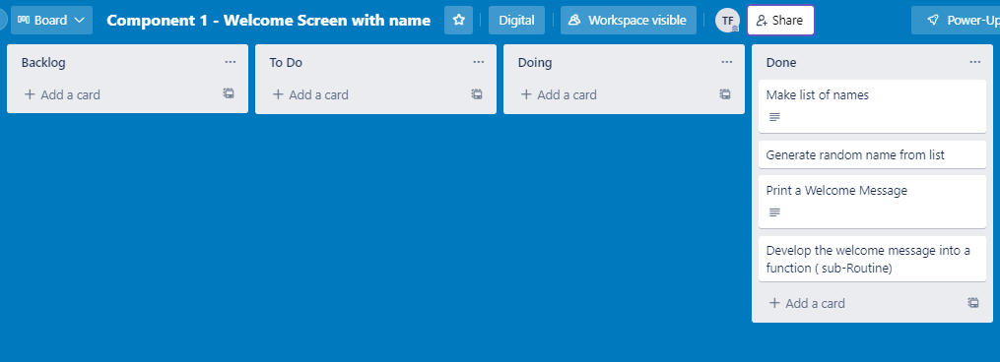 Board
Component 1 - Welcome Screen with name
Digital
Workspace visible
TF
Share
Power-Up
Backlog
Add a card
To Do
Add a card
Doing
Add a card
Done
Make list of names
Generate random name from list
Print a Welcome Message
Develop the welcome message into a
function ( sub-Routine)
Add a card